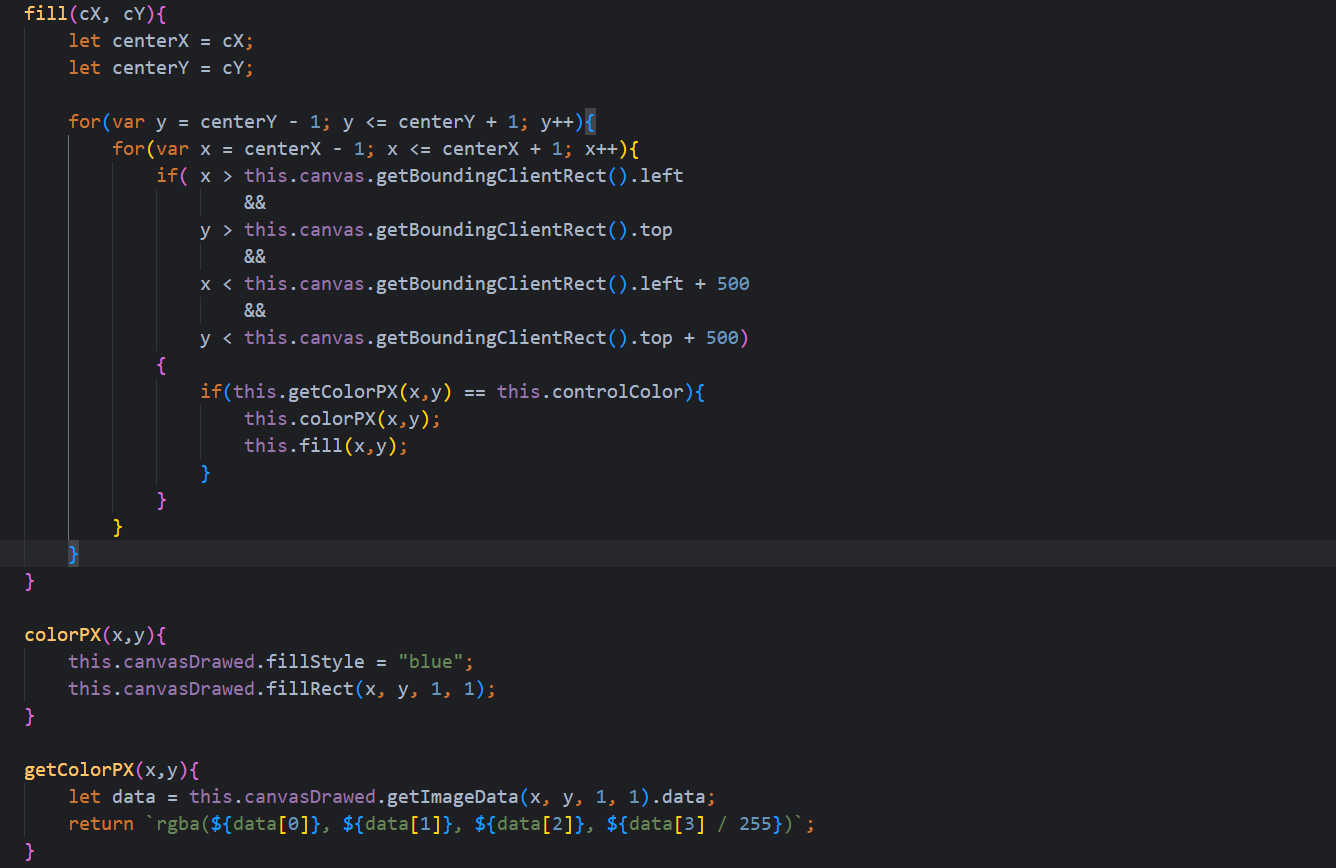 fill(cX, cY){
    let centerX = cX;
    let centerY = cY;

    for(var y = centerY - 1; y <= centerY + 1; y++){
        for(var x = centerX - 1; x <= centerX + 1; x++){
            if( x > this.canvas.getBoundingClientRect().left
                    &&
                y > this.canvas.getBoundingClientRect().top
                    &&
                x < this.canvas.getBoundingClientRect().left + 500
                    &&
                y < this.canvas.getBoundingClientRect().top + 500)
            {
                if(this.getColorPX(x,y) == this.controlColor){
                    this.colorPX(x,y);
                    this.fill(x,y);
                }
            }
        }
    }
}

colorPX(x,y){
    this.canvasDrawed.fillStyle = "blue";
    this.canvasDrawed.fillRect(x, y, 1, 1);
}

getColorPX(x,y){
    let data = this.canvasDrawed.getImageData(x, y, 1, 1).data;
    return `rgba(${data[0]}, ${data[1]}, ${data[2]}, ${data[3] / 255})`;
}